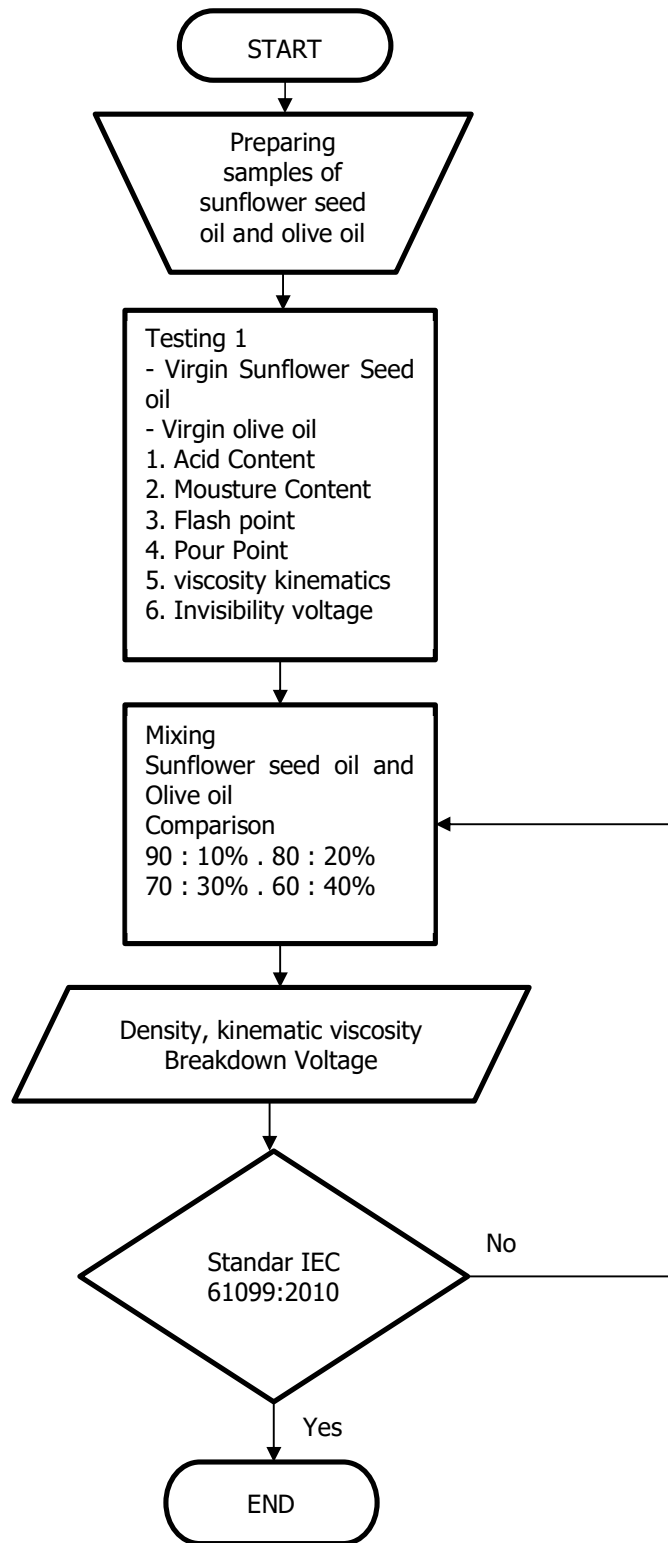 START
Preparing
samples of
sunflower seed
oil and olive oil
Testing 1
- Virgin Sunflower Seed
oil
- Virgin olive oil
1. Acid Content
2. Mousture Content
3. Flash point
4. Pour Point
5. viscosity kinematics
6. Invisibility voltage
Mixing
Sunflower seed oil and
Olive oil
Comparison
90 : 10% . 80 : 20%
70 : 30% . 60 : 40%
Density, kinematic viscosity
Breakdown Voltage
Standar IEC
61099:2010
No
Yes
END